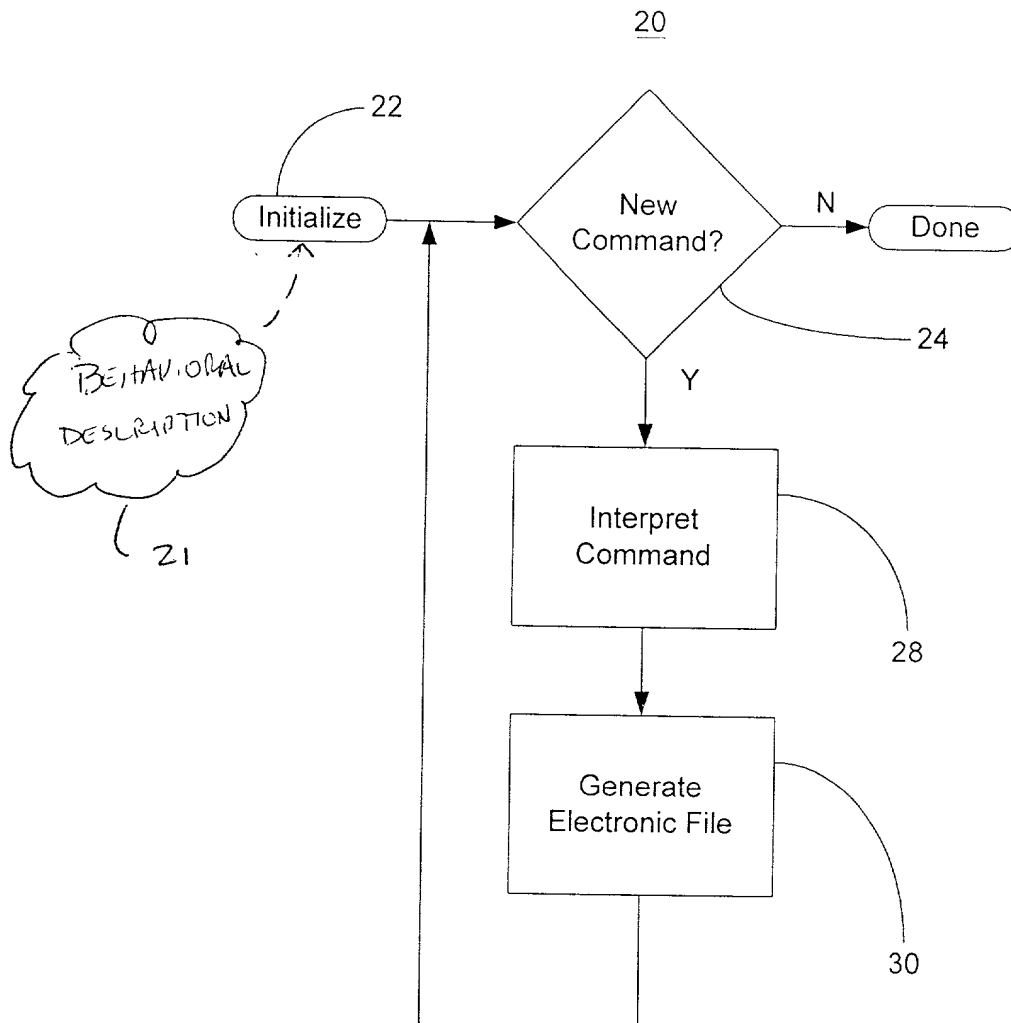 20
22
Initialize
New
Command?
N
Done
24
Y
BEHAVIORAL
DESCRIPTION
21
Interpret
Command
28
Generate
Electronic File
30